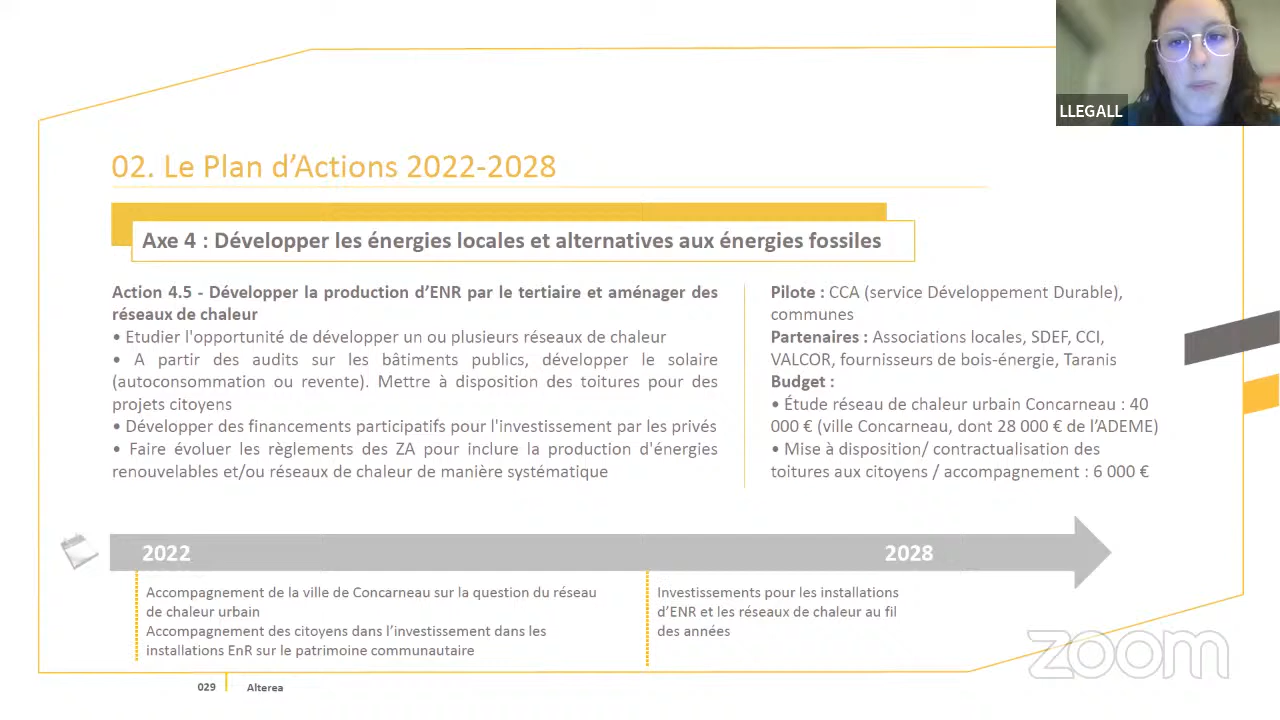 LLEGALL
02. Le Plan d’Actions 2022-2028
Axe 4 : Développer les énergies locales et alternatives aux énergies fossiles
Action 4.5 - Développer la production d’ENR par le tertiaire et aménager des
réseaux de chaleur
• Etudier l'opportunité de développer un ou plusieurs réseaux de chaleur
• A partir des audits sur les bâtiments publics, développer le solaire
(autoconsommation ou revente). Mettre à disposition des toitures pour des
projets citoyens
• Développer des financements participatifs pour l'investissement par les privés
• Faire évoluer les règlements des ZA pour inclure la production d'énergies
renouvelables et/ou réseaux de chaleur de manière systématique
Pilote : CCA (service Développement Durable),
communes
Partenaires : Associations locales, SDEF, CCI,
VALCOR, fournisseurs de bois-énergie, Taranis
Budget :
• Étude réseau de chaleur urbain Concarneau : 40
000 € (ville Concarneau, dont 28 000 € de l’ADEME)
• Mise à disposition/ contractualisation des
toitures aux citoyens / accompagnement : 6 000 €
2022
2028
Accompagnement de la ville de Concarneau sur la question du réseau
de chaleur urbain
Accompagnement des citoyens dans l’investissement dans les
installations EnR sur le patrimoine communautaire
Investissements pour les installations
d’ENR et les réseaux de chaleur au fil
des années
zoom
029
Alterea